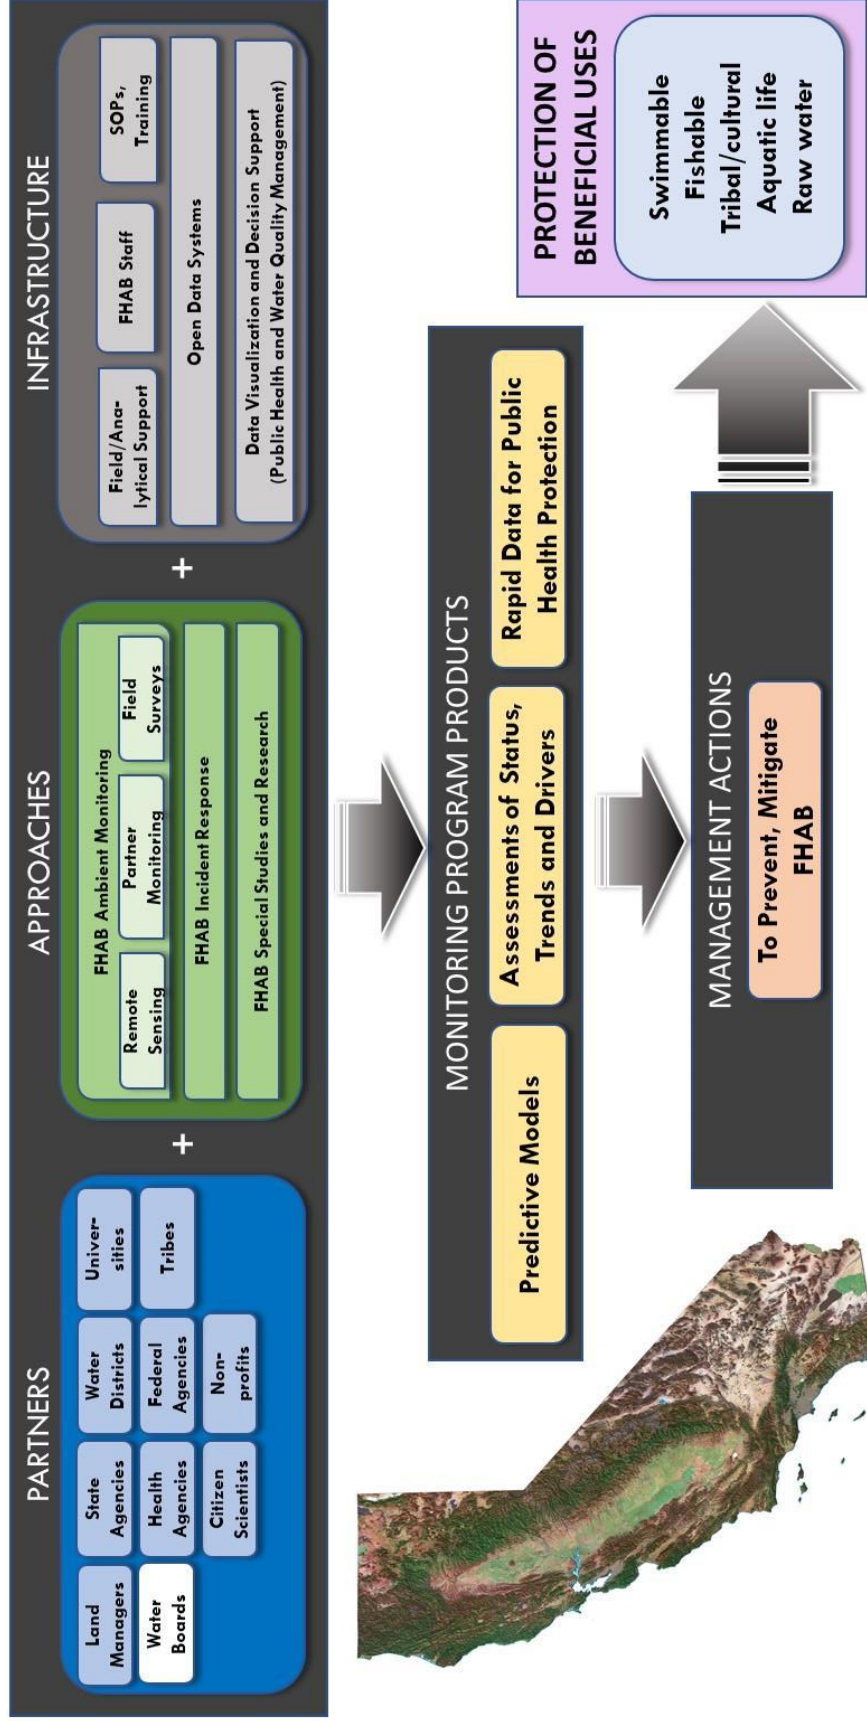 PARTNERS
Land
Managers
State
Agencies
Water
Districts
Univer-
sities
Water
Boards
Health
Agencies
Federal
Agencies
Tribes
Citizen
Scientists
Non-
profits
+
APPROACHES
FHAB Ambient Monitoring
Remote
Sensing
Partner
Monitoring
Field
Surveys
FHAB Incident Response
FHAB Special Studies and Research
+
INFRASTRUCTURE
Field/Ana-
lytical Support
FHAB Staff
SOPs,
Training
Open Data Systems
Data Visualization and Decision Support
(Public Health and Water Quality Management)
MONITORING PROGRAM PRODUCTS
Predictive Models
Assessments of Status,
Trends and Drivers
Rapid Data for Public
Health Protection
MANAGEMENT ACTIONS
To Prevent, Mitigate
FHAB
PROTECTION OF
BENEFICIAL USES
Swimmable
Fishable
Tribal/cultural
Aquatic life
Raw water